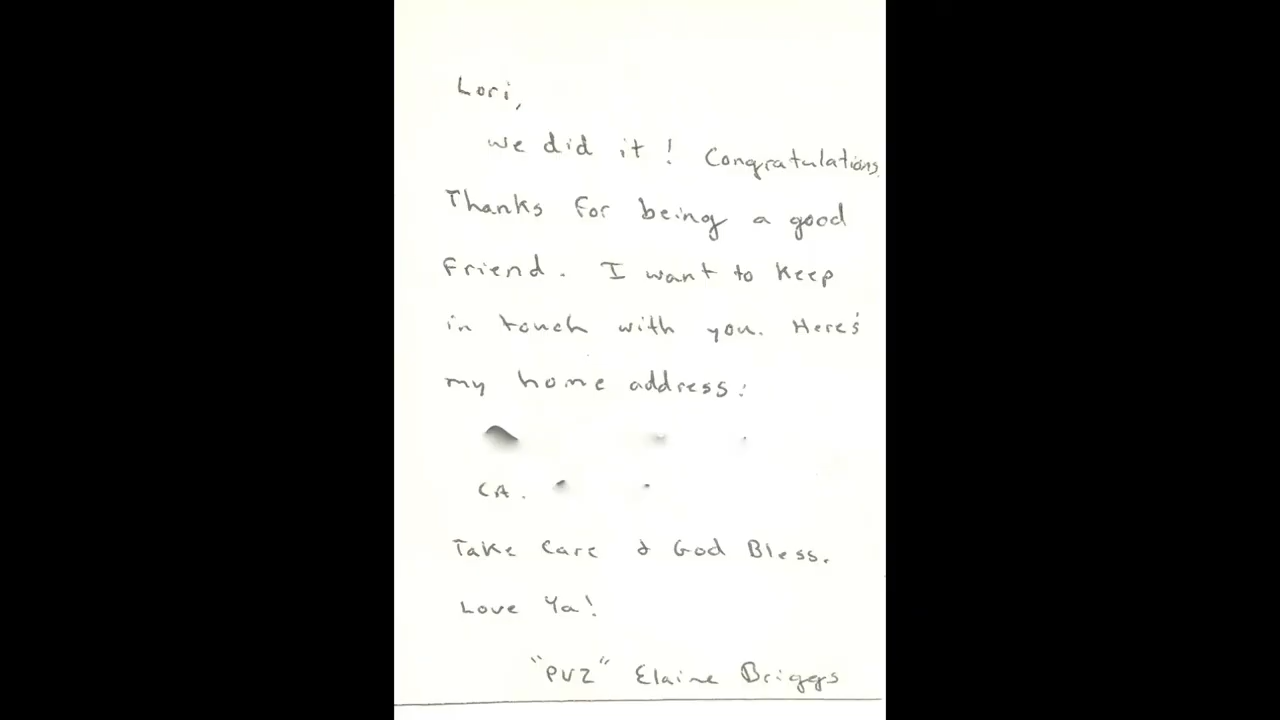 Lori,
We did it! Congratulations.
Thanks for being a good
friend. I want to keep
in touch with you. Here's
my home address:
CA.
Take Care & God Bless.
Love Ya!
"PV2" Elaine Briggs